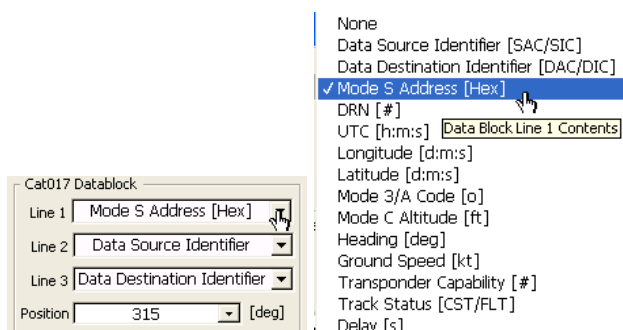 Cat017 Datablock
Line 1 Mode S Address [Hex]
Line 2 Data Source Identifier
Line 3 Data Destination Identifier
Position 315 [deg]
None
Data Source Identifier [SAC/SIC]
Data Destination Identifier [DAC/DIC]
✓ Mode S Address [Hex]
DRN [#]
UTC [h:m:s] Data Block Line 1 Contents
Longitude [d:m:s]
Latitude [d:m:s]
Mode 3/A Code [o]
Mode C Altitude [ft]
Heading [deg]
Ground Speed [kt]
Transponder Capability [#]
Track Status [CST/FLT]
Delay [s]